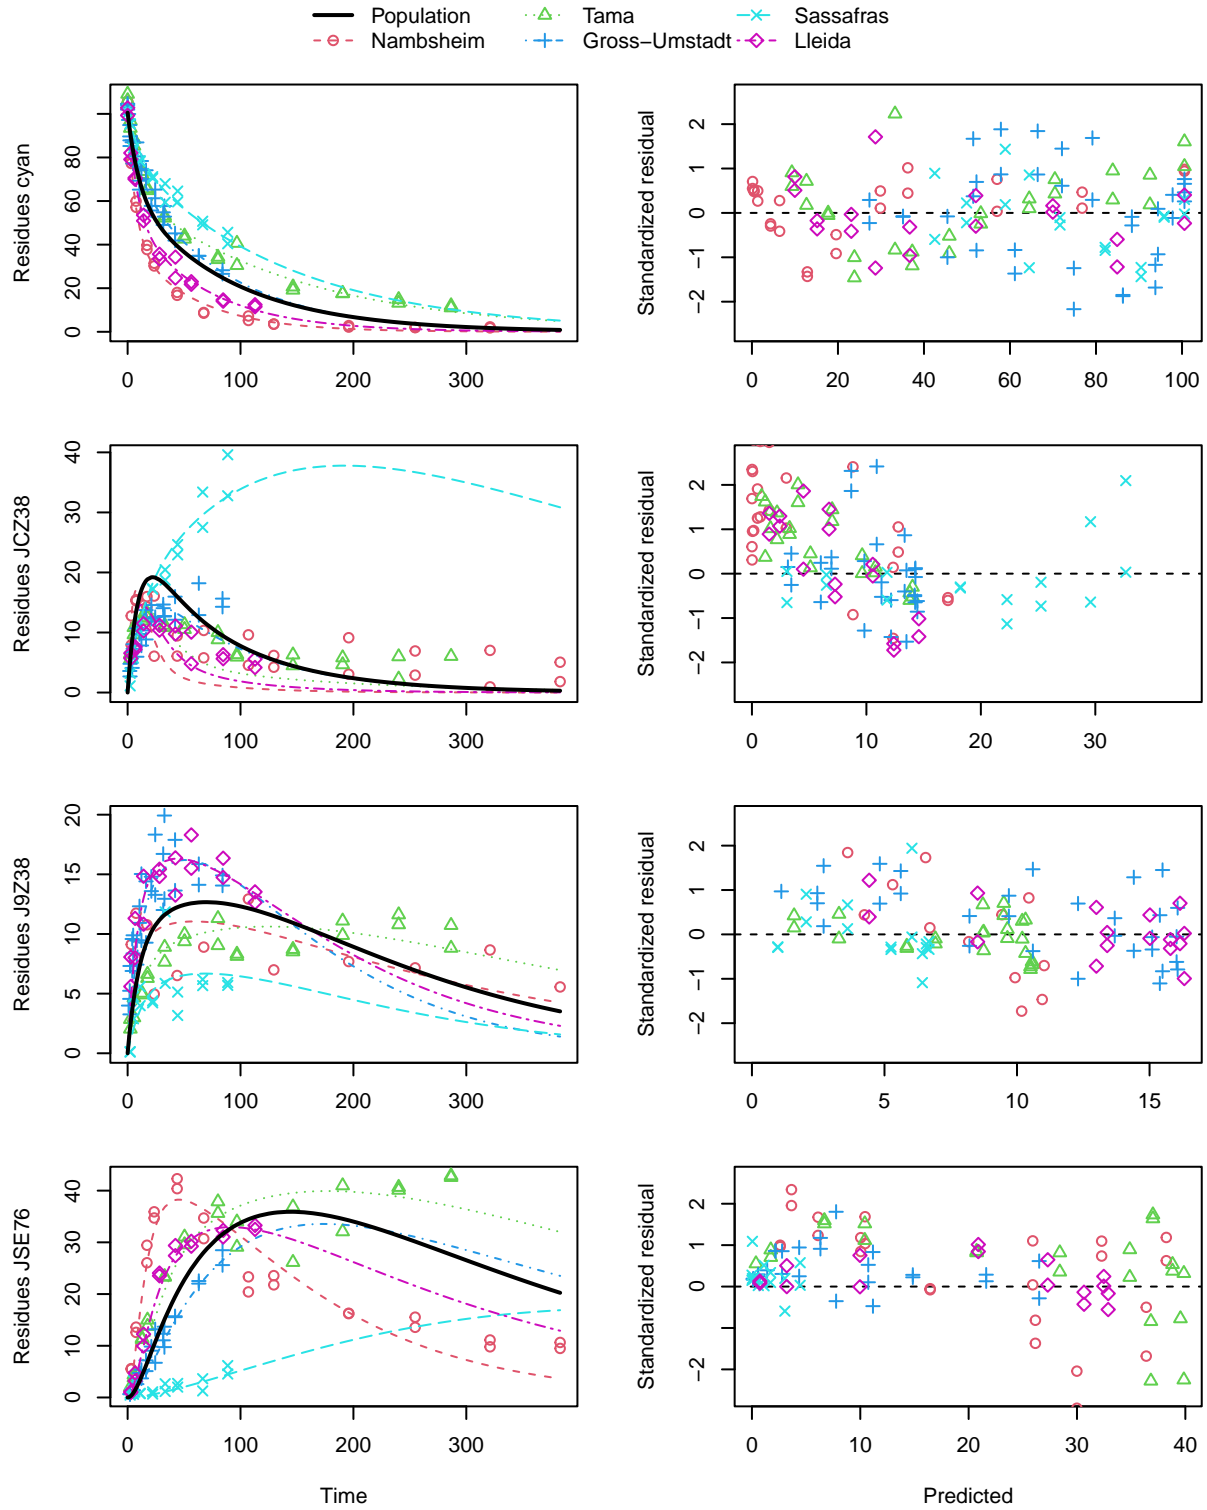 Population Tama Sassafras
Nambsheim Gross−Umstadt Lleida
Residues cyan
0 20 40 60 80
0 100 200 300
Standardized residual
−2 −1 0 1 2
0 20 40 60 80 100
Residues JCZ38
0 10 20 30 40
0 100 200 300
Standardized residual
−2 −1 0 1 2
0 10 20 30
Residues J9Z38
0 5 10 15 20
0 100 200 300
Standardized residual
−2 −1 0 1 2
0 5 10 15
Residues JSE76
0 10 20 30 40
0 100 200 300
Standardized residual
−2 −1 0 1 2
0 10 20 30 40
Time
Predicted